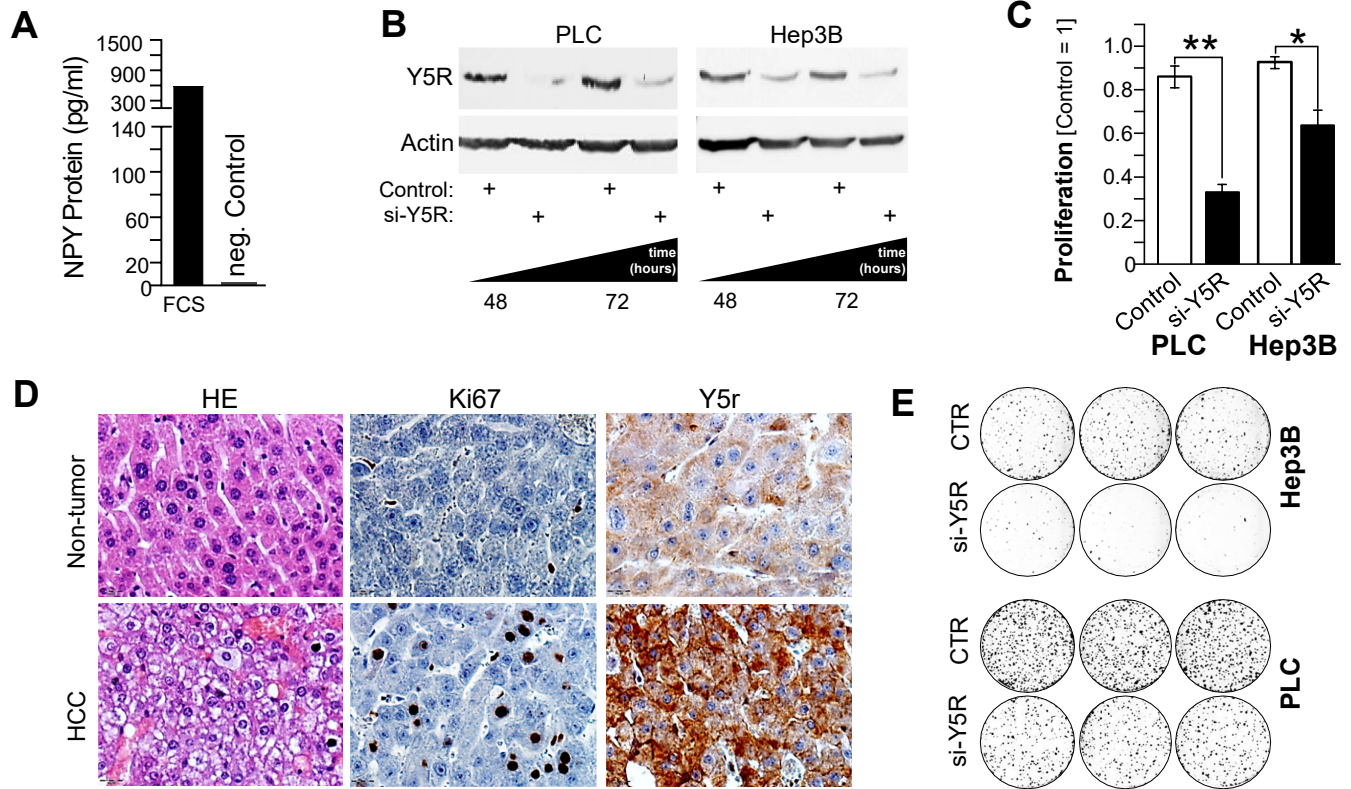 A
NPY Protein (pg/ml)
1500
900
300
140
100
60
20
0
FCS
neg. Control
B
PLC
Hep3B
Y5R
Actin
Control: + + + +
si-Y5R: + + + +
time
(hours)
time
(hours)
48 72 48 72
C
Proliferation [Control = 1]
1.0
0.8
0.6
0.4
0.2
0
** *
Control
si-Y5R
Control
si-Y5R
PLC Hep3B
D
HE Ki67 Y5r
Non-tumor
HCC
E
CTR
si-Y5R
Hep3B
CTR
si-Y5R
PLC